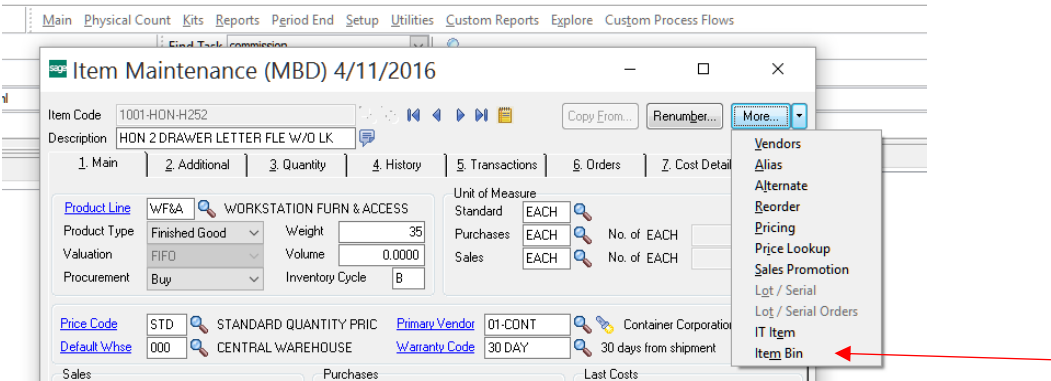 Main Physical Count Kits Reports Period End Setup Utilities Custom Reports Explore Custom Process Flows
Find Task commission
sage Item Maintenance (MBD) 4/11/2016
Item Code 1001-HON-H252 Copy From... Renumber... More...
Description HON 2 DRAWER LETTER FLE W/O LK
1. Main 2. Additional 3. Quantity 4. History 5. Transactions 6. Orders 7. Cost Detail
Vendors
Alias
Alternate
Reorder
Pricing
Price Lookup
Sales Promotion
Lot / Serial
Lot / Serial Orders
IT Item
Item Bin
Product Line WF&A WORKSTATION FURN & ACCESS
Product Type Finished Good Weight 35
Valuation FIFO Volume 0.0000
Procurement Buy Inventory Cycle B
Unit of Measure
Standard EACH
Purchases EACH No. of EACH
Sales EACH No. of EACH
Price Code STD STANDARD QUANTITY PRIC Primary Vendor 01-CONT Container Corporation
Default Whse 000 CENTRAL WAREHOUSE Warranty Code 30 DAY 30 days from shipment
Sales Purchases Last Costs